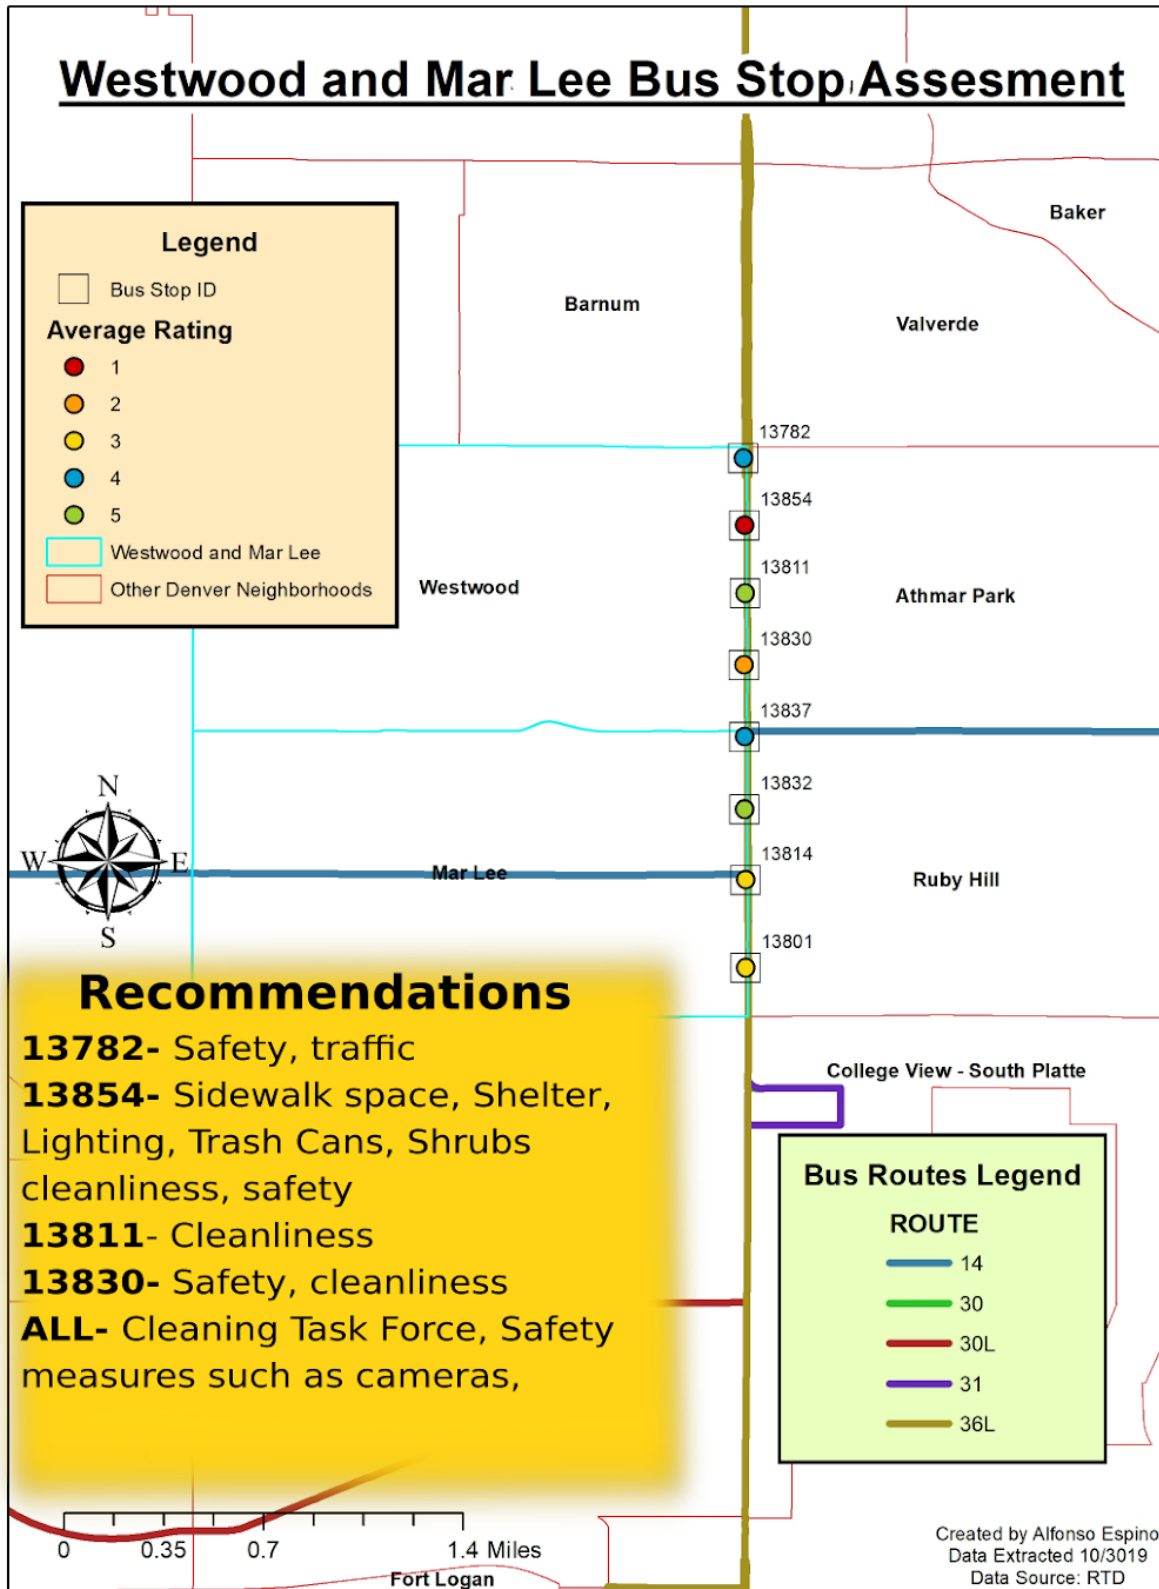 Westwood and Mar Lee Bus Stop Assesment
Baker
Barnum
Valverde
Legend
Bus Stop ID
Average Rating
1
2
3
4
5
Westwood and Mar Lee
Other Denver Neighborhoods
13782
13854
13811
Westwood
Athmar Park
13830
13837
13832
N
W
E
S
13814
Mar Lee
Ruby Hill
13801
Recommendations
13782- Safety, traffic
13854- Sidewalk space, Shelter,
Lighting, Trash Cans, Shrubs
cleanliness, safety
13811- Cleanliness
13830- Safety, cleanliness
ALL- Cleaning Task Force, Safety
measures such as cameras,
College View - South Platte
Bus Routes Legend
ROUTE
14
30
30L
31
36L
0 0.35 0.7 1.4 Miles
Fort Logan
Created by Alfonso Espino
Data Extracted 10/3019
Data Source: RTD